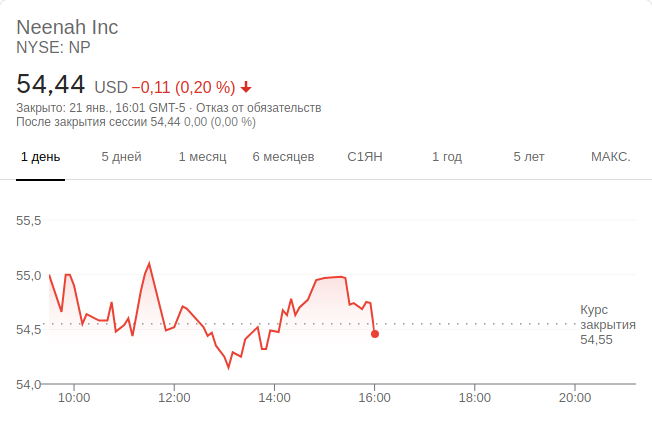 Neenah Inc
NYSE: NP
54,44 USD −0,11 (0,20 %)
Закрыто: 21 янв., 16:01 GMT-5 · Отказ от обязательств
После закрытия сессии 54,44 0,00 (0,00 %)
1 день 5 дней 1 месяц 6 месяцев С1ЯН 1 год 5 лет МАКС.
55,5
55,0
54,5
54,0
Курс
закрытия
54,55
10:00 12:00 14:00 16:00 18:00 20:00